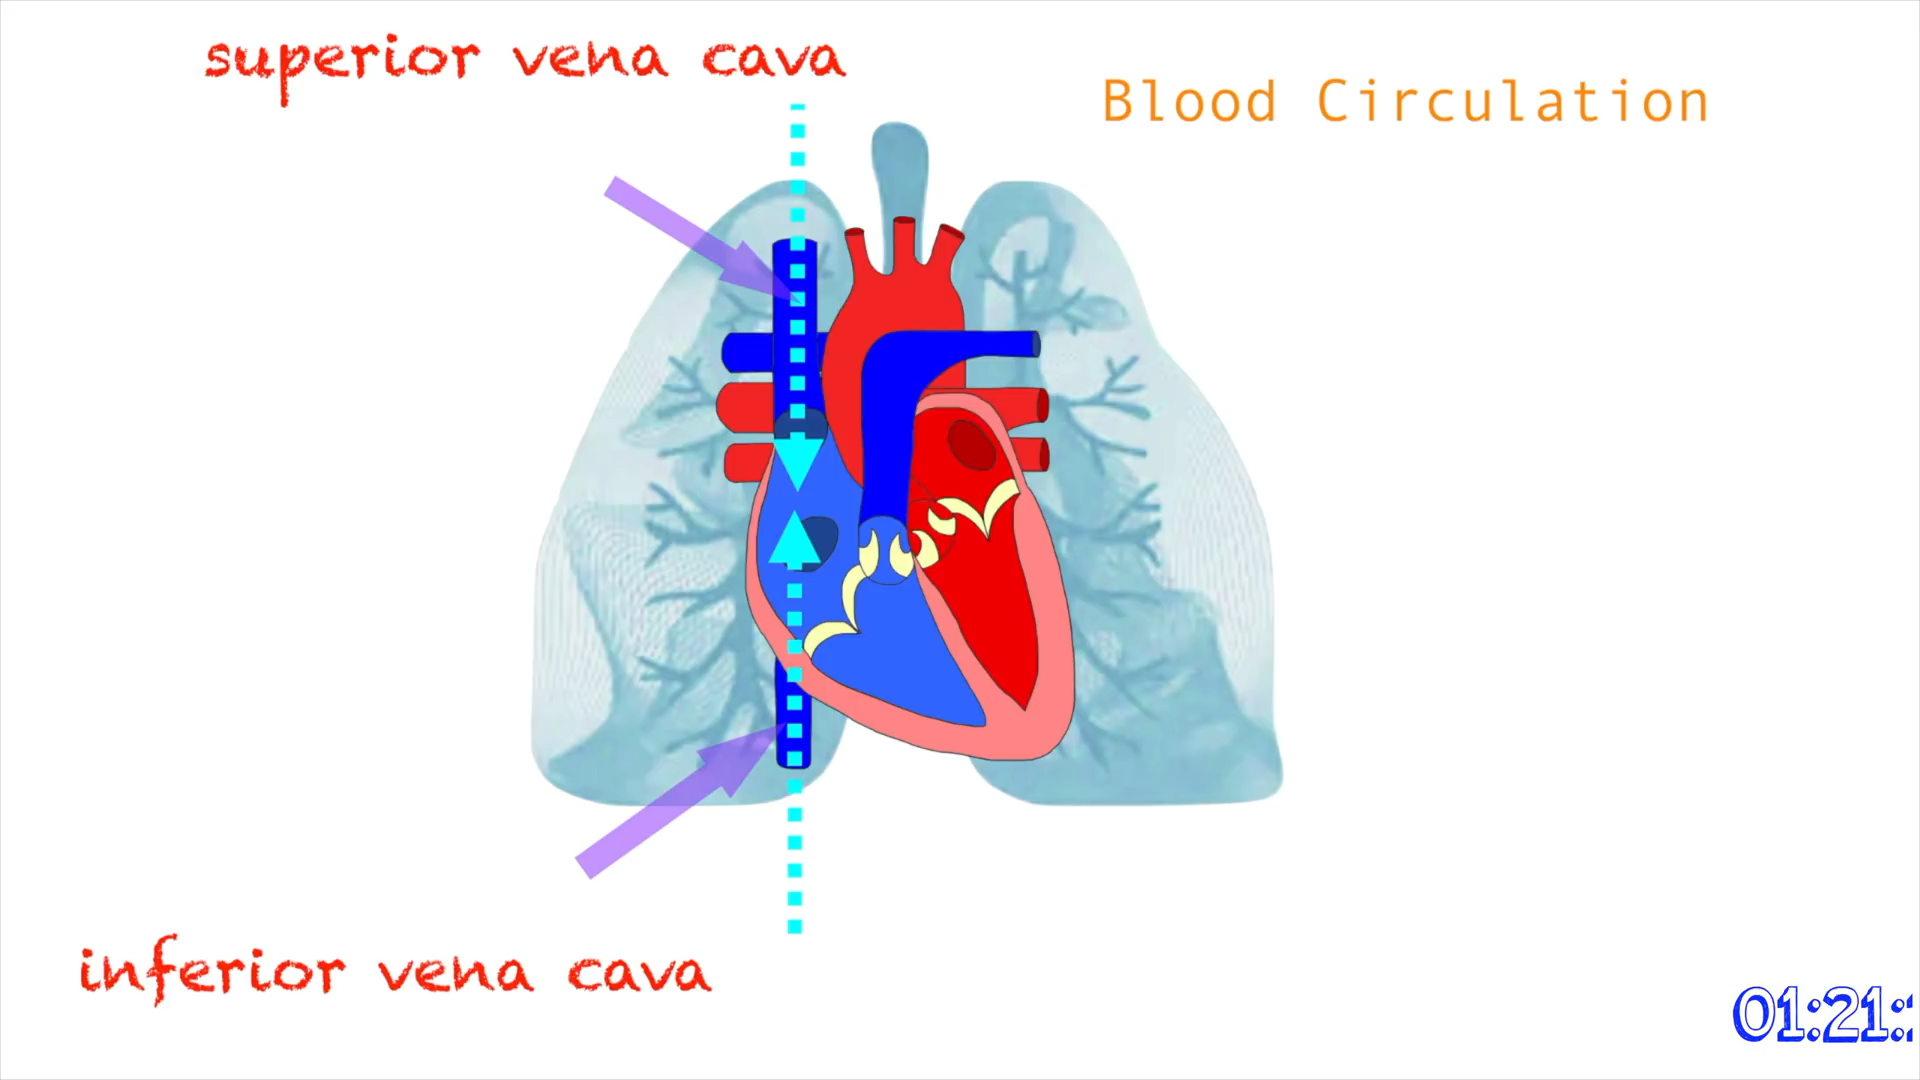 superior vena cava
Blood Circulation
inferior vena cava
01:21: